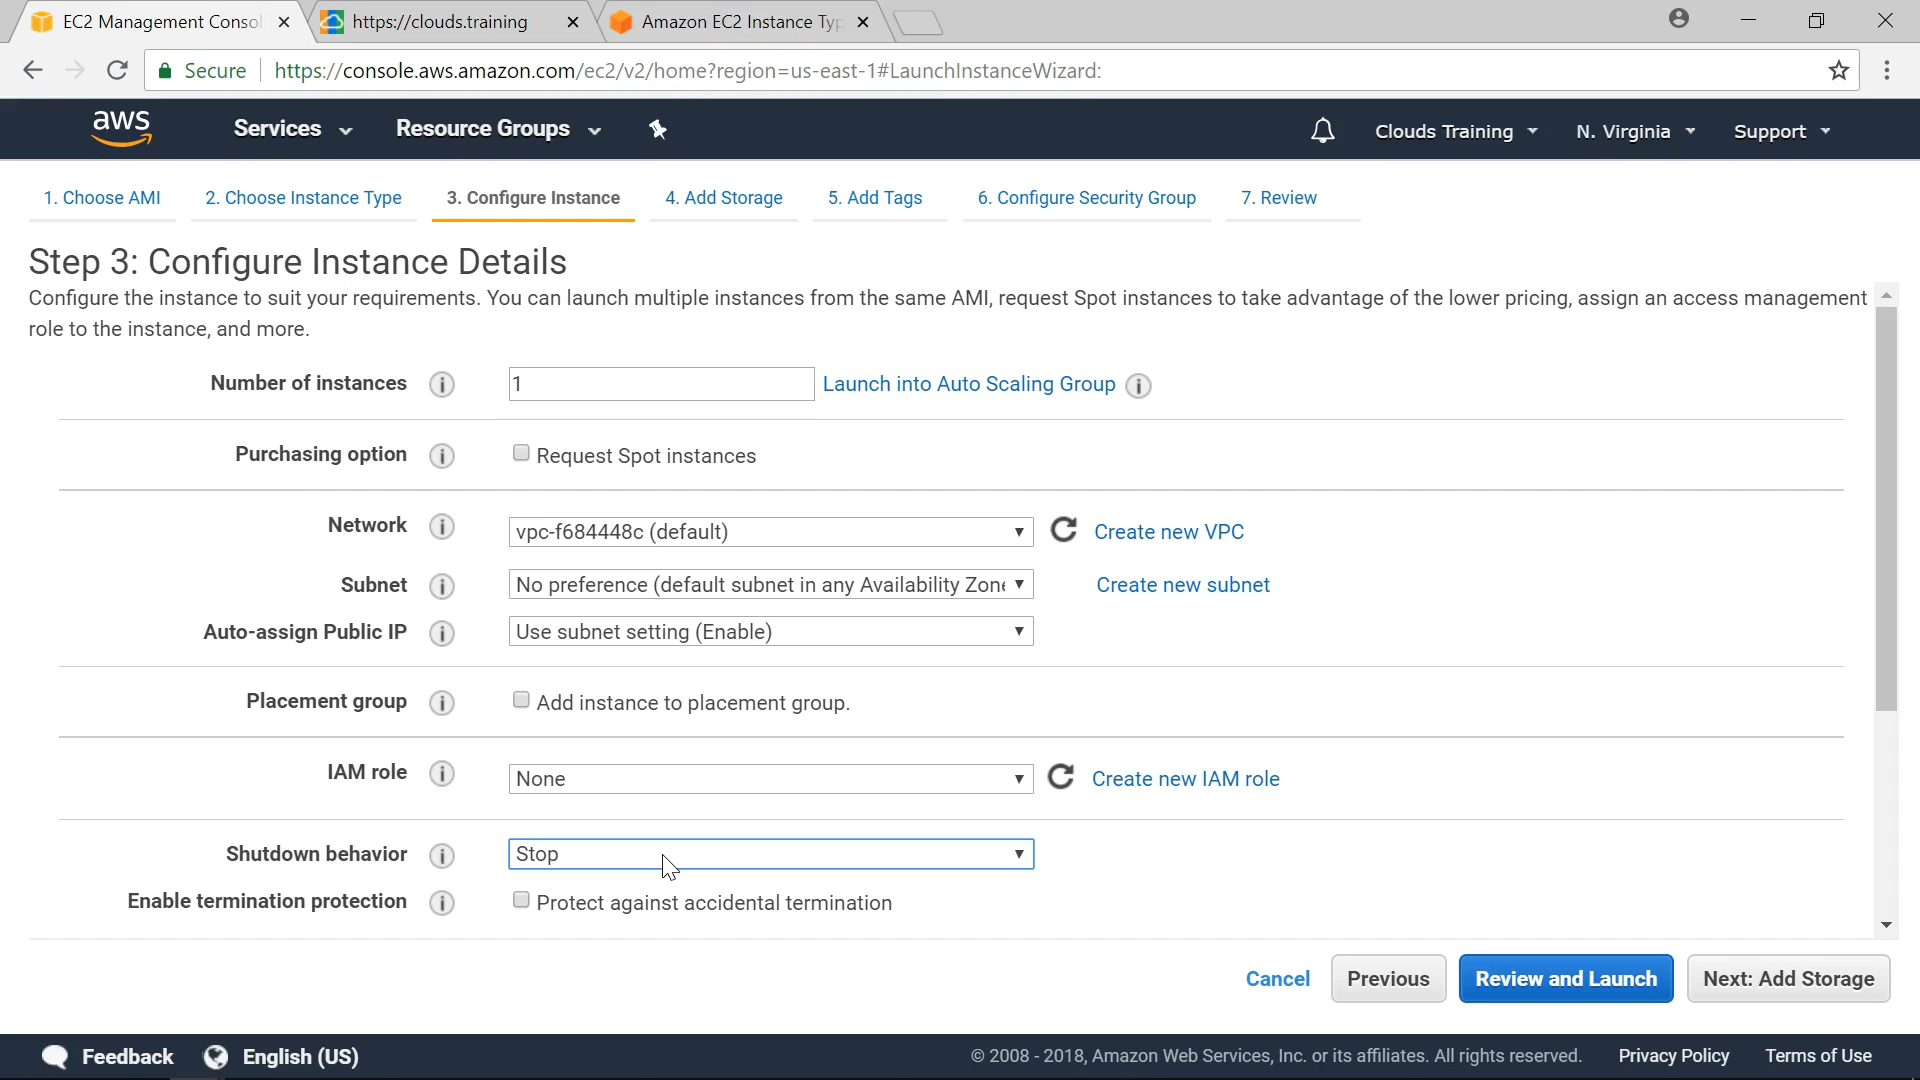 EC2 Management Consol
https://clouds.training
Amazon EC2 Instance Typ
Secure
https://console.aws.amazon.com/ec2/v2/home?region=us-east-1#LaunchInstanceWizard:
aws
Services
Resource Groups
Clouds Training
N. Virginia
Support
1. Choose AMI
2. Choose Instance Type
3. Configure Instance
4. Add Storage
5. Add Tags
6. Configure Security Group
7. Review
Step 3: Configure Instance Details
Configure the instance to suit your requirements. You can launch multiple instances from the same AMI, request Spot instances to take advantage of the lower pricing, assign an access management
role to the instance, and more.
Number of instances
1
Launch into Auto Scaling Group
Purchasing option
Request Spot instances
Network
vpc-f684448c (default)
Create new VPC
Subnet
No preference (default subnet in any Availability Zone
Create new subnet
Auto-assign Public IP
Use subnet setting (Enable)
Placement group
Add instance to placement group.
IAM role
None
Create new IAM role
Shutdown behavior
Stop
Enable termination protection
Protect against accidental termination
Cancel
Previous
Review and Launch
Next: Add Storage
Feedback
English (US)
© 2008 - 2018, Amazon Web Services, Inc. or its affiliates. All rights reserved.
Privacy Policy
Terms of Use